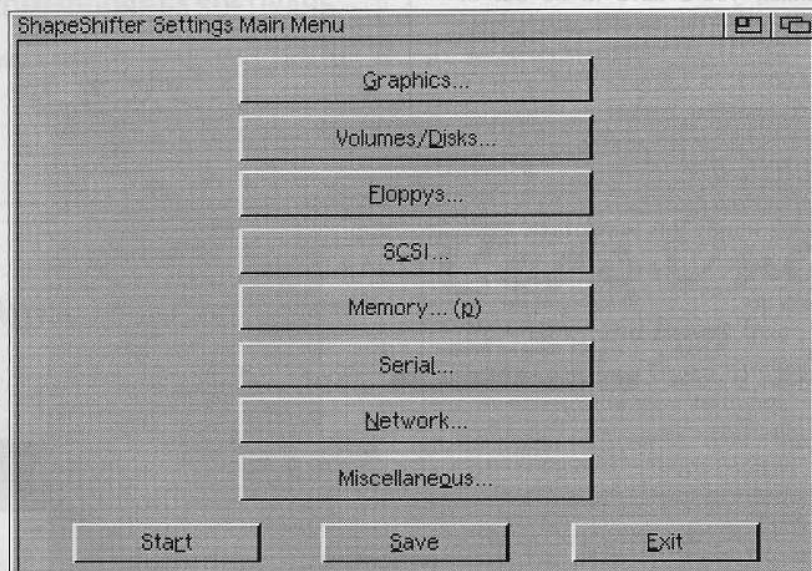 ShapeShifter Settings Main Menu
Graphics...
Volumes/Disks...
Floppys...
SCSI...
Memory... (p)
Serial...
Network...
Miscellaneous...
Start Save Exit